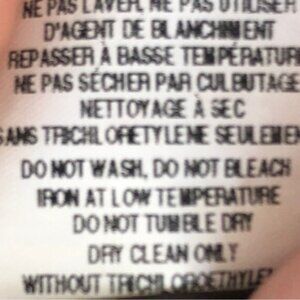 NE PAS LAVER, NE PAS UTILISER
D'AGENT DE BLANCHIMENT
REPASSER À BASSE TEMPÉRATURE
NE PAS SÉCHER PAR CULBUTAGE
NETTOYAGE À SEC
SANS TRICHLORETYLENE SEULEMEN
DO NOT WASH, DO NOT BLEACH
IRON AT LOW TEMPERATURE
DO NOT TUMBLE DRY
DRY CLEAN ONLY
WITHOUT TRICHLOROETHYLEN